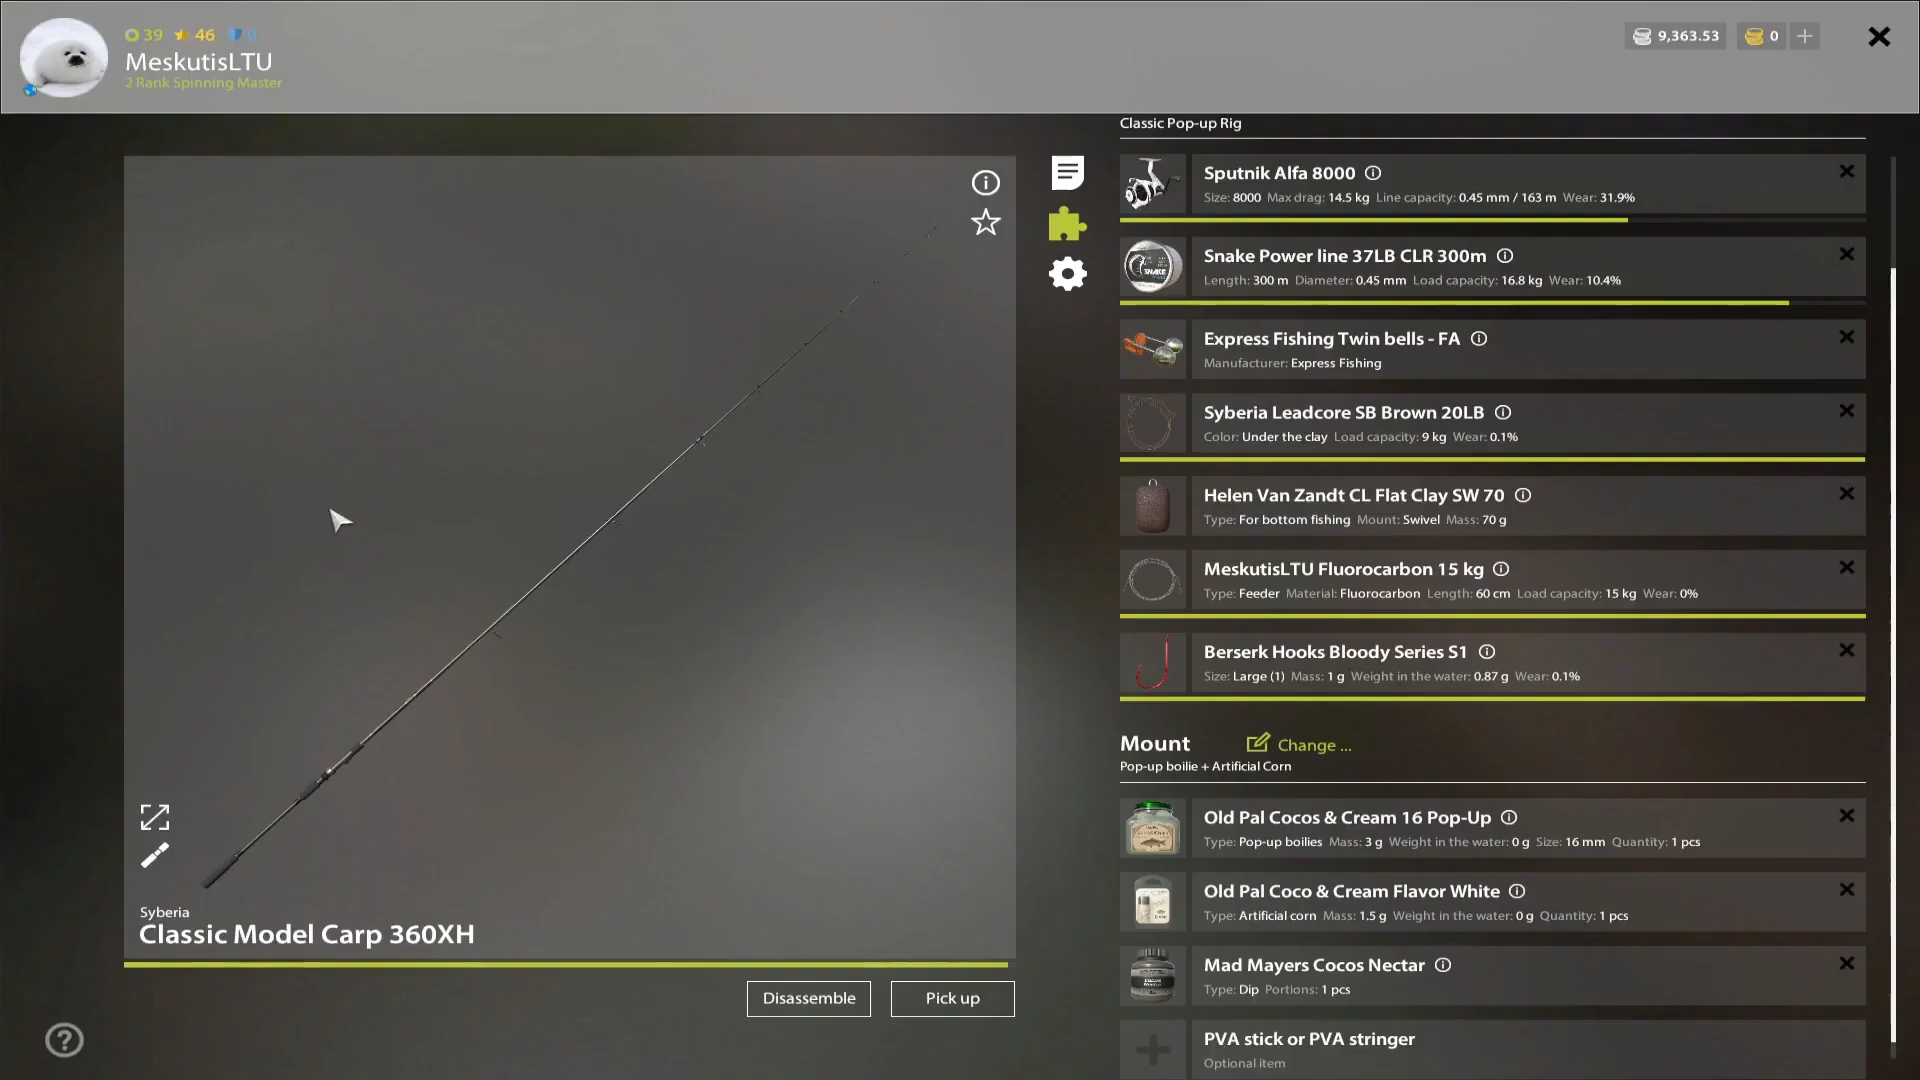 39 46 0
MeskutisLTU
2 Rank Spinning Master
9,363.53 0
Classic Pop-up Rig
Sputnik Alfa 8000
Size: 8000 Max drag: 14.5 kg Line capacity: 0.45 mm / 163 m Wear: 31.9%
Snake Power line 37LB CLR 300m
Length: 300 m Diameter: 0.45 mm Load capacity: 16.8 kg Wear: 10.4%
Express Fishing Twin bells - FA
Manufacturer: Express Fishing
Syberia Leadcore SB Brown 20LB
Color: Under the clay Load capacity: 9 kg Wear: 0.1%
Helen Van Zandt CL Flat Clay SW 70
Type: For bottom fishing Mount: Swivel Mass: 70 g
MeskutisLTU Fluorocarbon 15 kg
Type: Feeder Material: Fluorocarbon Length: 60 cm Load capacity: 15 kg Wear: 0%
Berserk Hooks Bloody Series S1
Size: Large (1) Mass: 1 g Weight in the water: 0.87 g Wear: 0.1%
Mount Change ...
Pop-up boilie + Artificial Corn
Old Pal Cocos & Cream 16 Pop-Up
Type: Pop-up boilies Mass: 3 g Weight in the water: 0 g Size: 16 mm Quantity: 1 pcs
Old Pal Coco & Cream Flavor White
Type: Artificial corn Mass: 1.5 g Weight in the water: 0 g Quantity: 1 pcs
Mad Mayers Cocos Nectar
Type: Dip Portions: 1 pcs
PVA stick or PVA stringer
Optional item
Syberia
Classic Model Carp 360XH
Disassemble Pick up